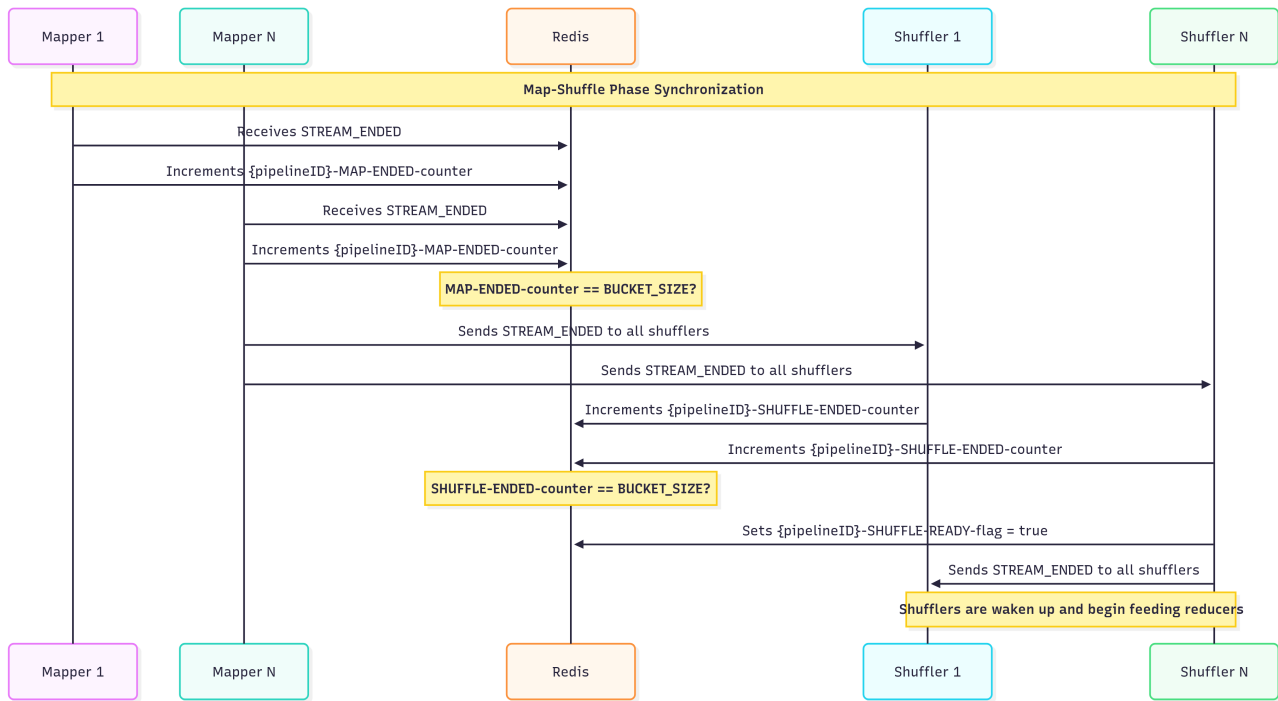 Mapper 1
Mapper N
Redis
Shuffler 1
Shuffler N
Map-Shuffle Phase Synchronization
Receives STREAM_ENDED
Increments {pipelineID}-MAP-ENDED-counter
Receives STREAM_ENDED
Increments {pipelineID}-MAP-ENDED-counter
MAP-ENDED-counter == BUCKET_SIZE?
Sends STREAM_ENDED to all shufflers
Sends STREAM_ENDED to all shufflers
Increments {pipelineID}-SHUFFLE-ENDED-counter
Increments {pipelineID}-SHUFFLE-ENDED-counter
SHUFFLE-ENDED-counter == BUCKET_SIZE?
Sets {pipelineID}-SHUFFLE-READY-flag = true
Sends STREAM_ENDED to all shufflers
Shufflers are waken up and begin feeding reducers
Mapper 1
Mapper N
Redis
Shuffler 1
Shuffler N